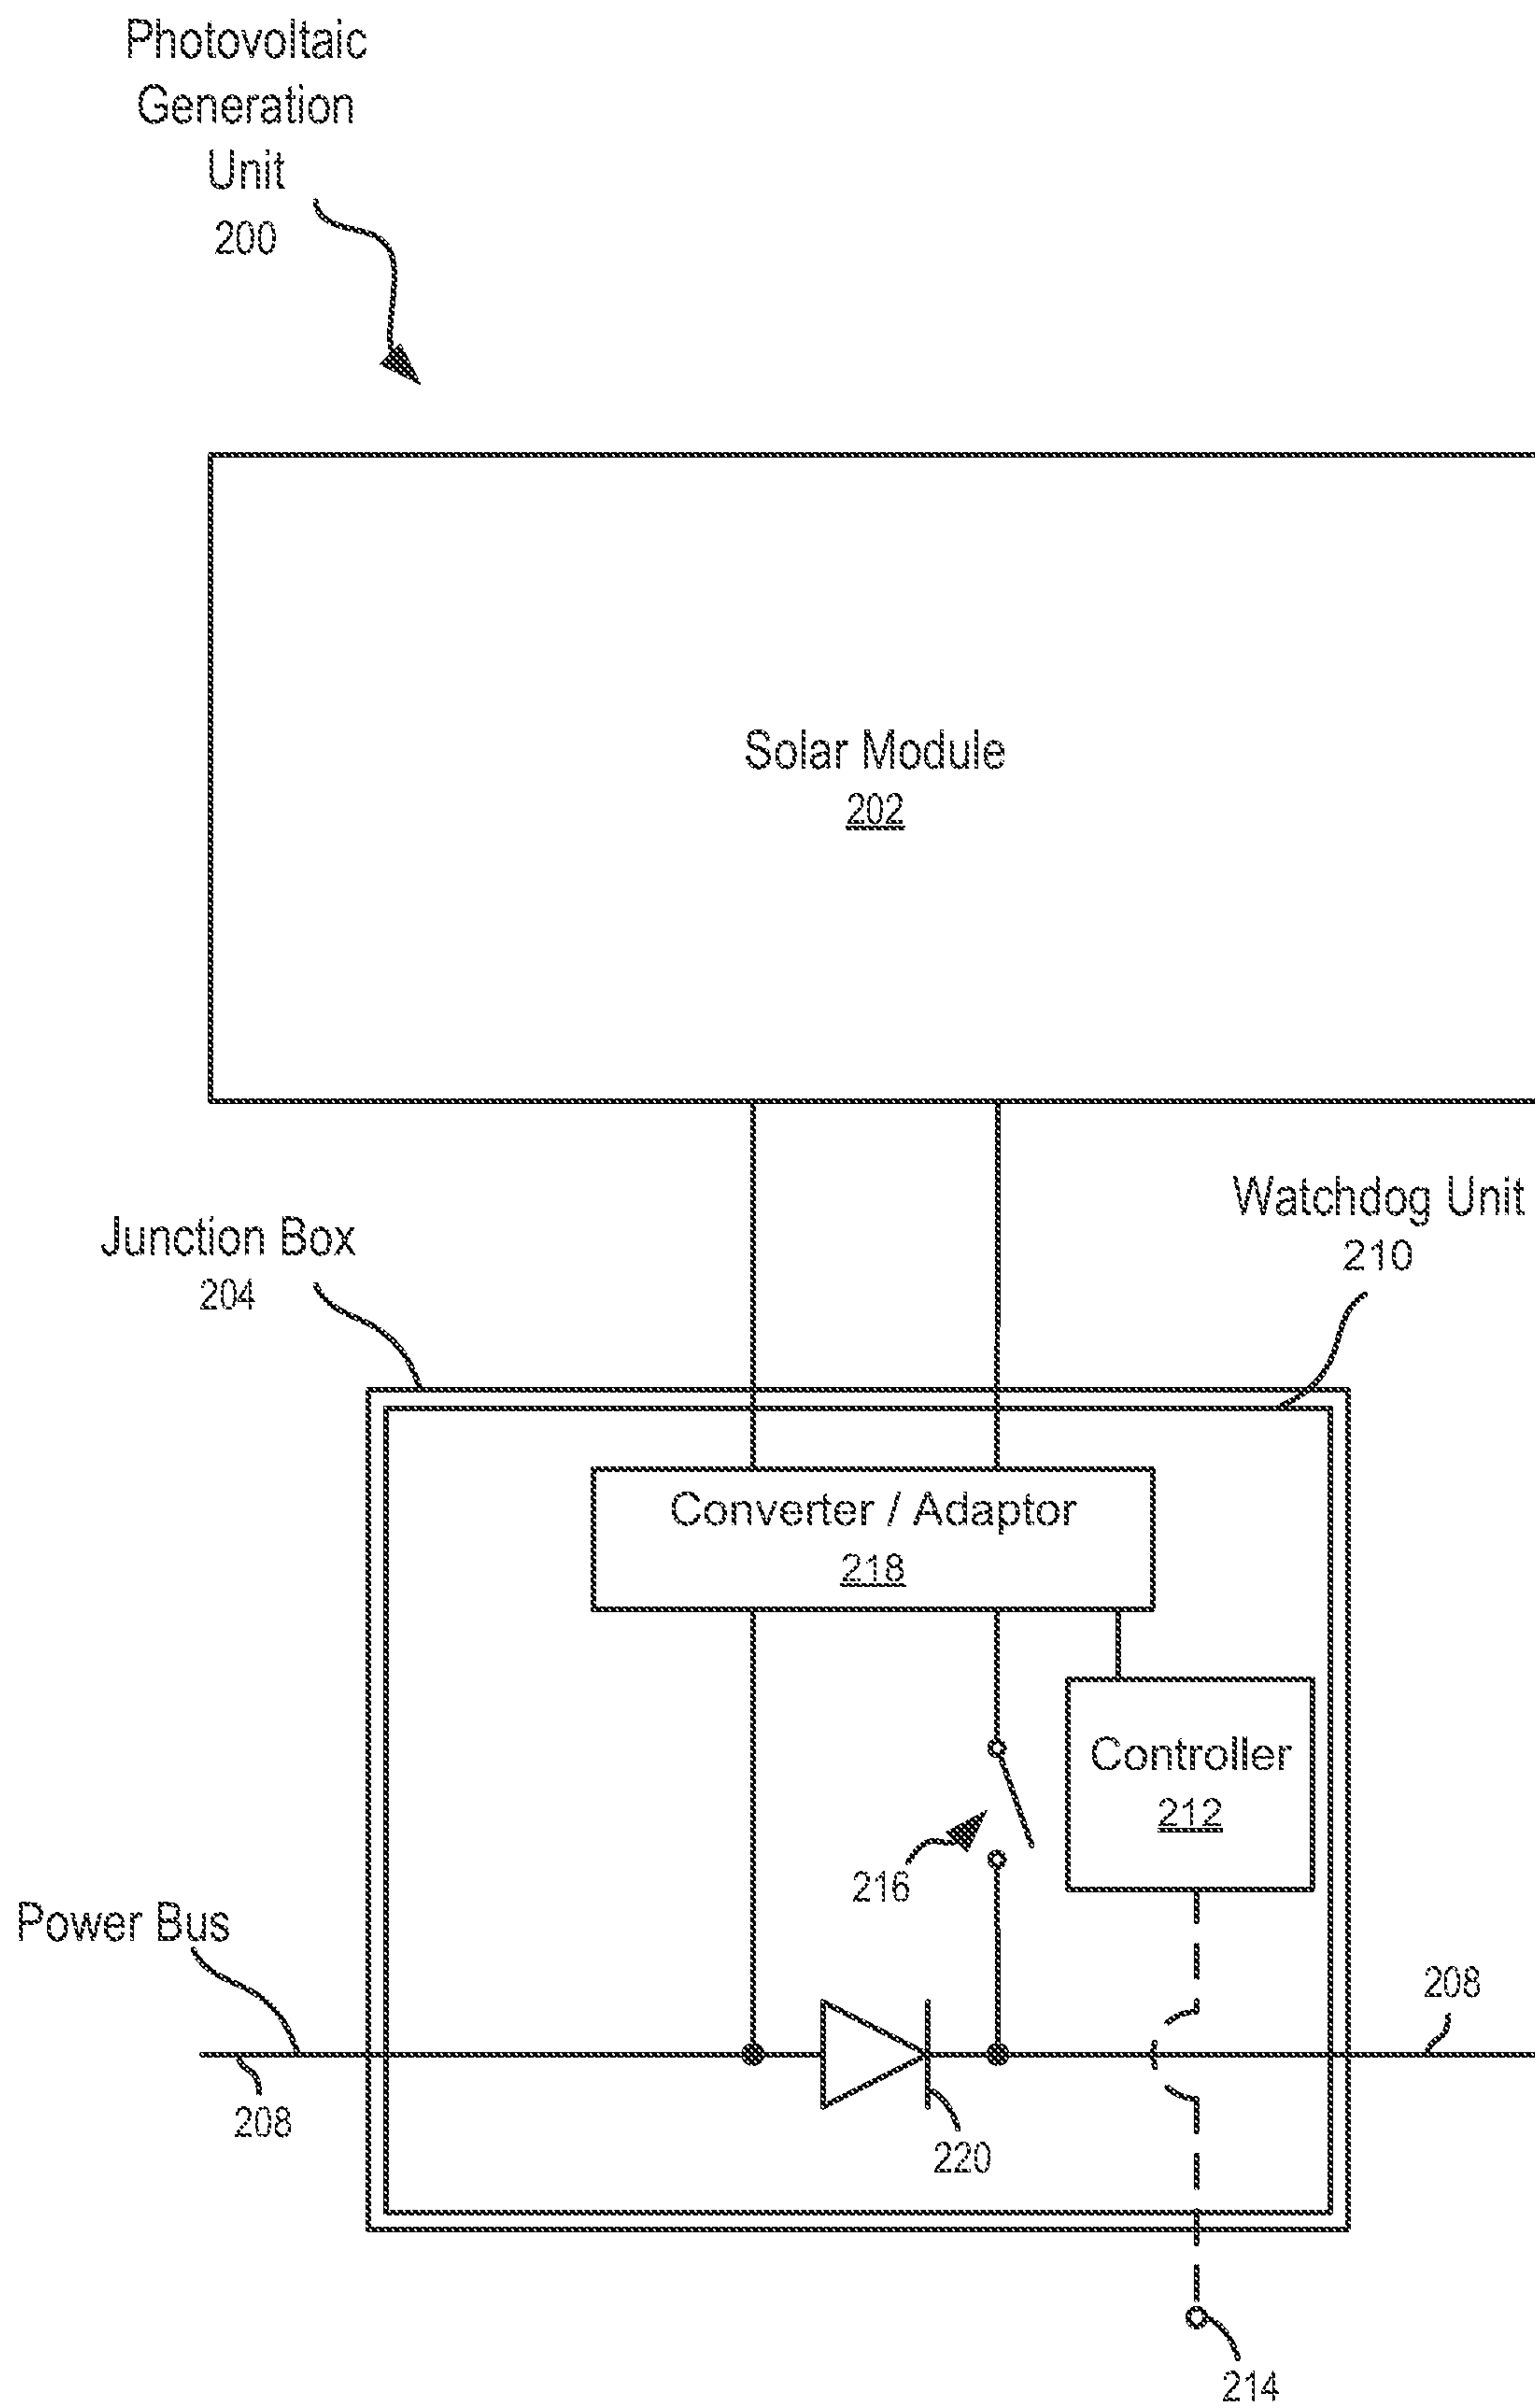 Photovoltaic
Generation
Unit
200
Solar Module
202
Watchdog Unit
210
Junction Box
204
Converter / Adaptor
218
Controller
212
216
Power Bus
208
208
220
214